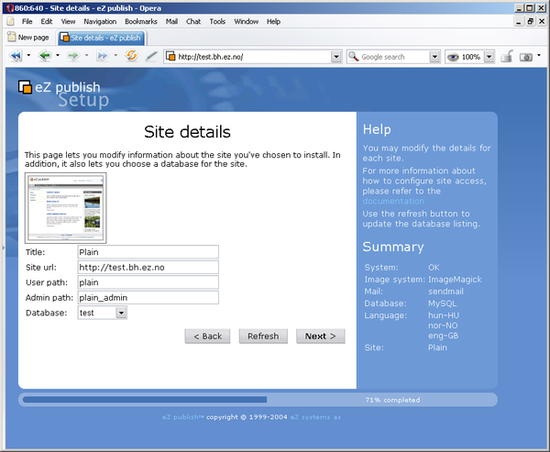 860:640 - Site details - eZ publish - Opera
File Edit View Navigation Bookmarks Mail Chat Tools Window Help
New page
Site details - eZ publish
http://test.bh.ez.no/
Google search
100%
eZ publish
Setup
Site details
This page lets you modify information about the site you've chosen to install. In
addition, it also lets you choose a database for the site.
Title: Plain
Site url: http://test.bh.ez.no
User path: plain
Admin path: plain_admin
Database: test
< Back
Refresh
Next >
Help
You may modify the details for
each site.
For more information about
how to configure site access,
please refer to the
documentation
Use the refresh button to
update the database listing.
Summary
System: OK
Image system: ImageMagick
Mail: sendmail
Database: MySQL
Language: hun-HU
nor-NO
eng-GB
Site: Plain
71% completed
eZ publish™ copyright © 1999-2004 eZ systems as